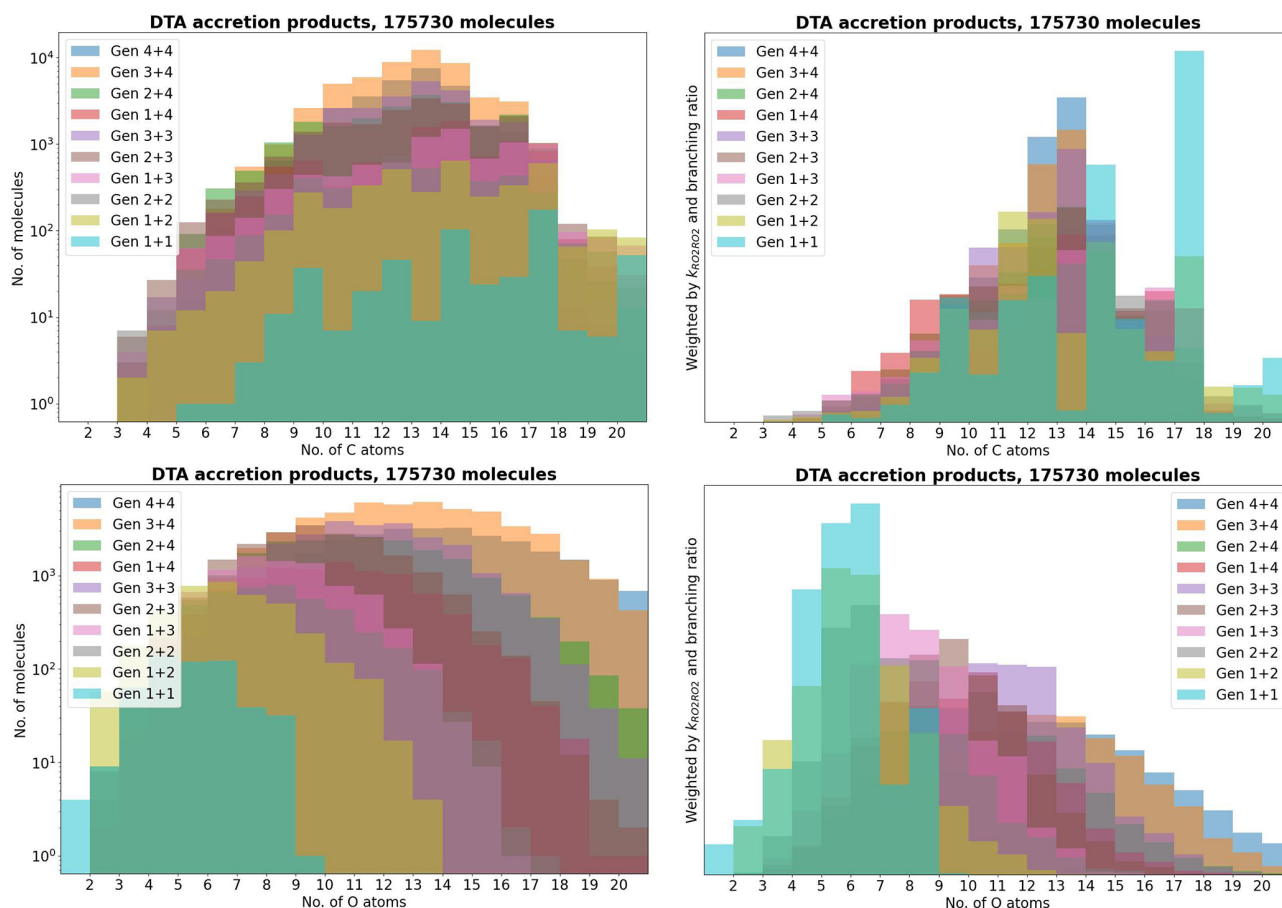 DTA accretion products, 175730 molecules
No. of molecules
10⁴
10³
10²
10¹
10⁰
Gen 4+4
Gen 3+4
Gen 2+4
Gen 1+4
Gen 3+3
Gen 2+3
Gen 1+3
Gen 2+2
Gen 1+2
Gen 1+1
2 3 4 5 6 7 8 9 10 11 12 13 14 15 16 17 18 19 20
No. of C atoms
DTA accretion products, 175730 molecules
Weighted by k_RO2RO2 and branching ratio
Gen 4+4
Gen 3+4
Gen 2+4
Gen 1+4
Gen 3+3
Gen 2+3
Gen 1+3
Gen 2+2
Gen 1+2
Gen 1+1
2 3 4 5 6 7 8 9 10 11 12 13 14 15 16 17 18 19 20
No. of C atoms
DTA accretion products, 175730 molecules
No. of molecules
10³
10²
10¹
10⁰
Gen 4+4
Gen 3+4
Gen 2+4
Gen 1+4
Gen 3+3
Gen 2+3
Gen 1+3
Gen 2+2
Gen 1+2
Gen 1+1
2 3 4 5 6 7 8 9 10 11 12 13 14 15 16 17 18 19 20
No. of O atoms
DTA accretion products, 175730 molecules
Weighted by k_RO2RO2 and branching ratio
Gen 4+4
Gen 3+4
Gen 2+4
Gen 1+4
Gen 3+3
Gen 2+3
Gen 1+3
Gen 2+2
Gen 1+2
Gen 1+1
2 3 4 5 6 7 8 9 10 11 12 13 14 15 16 17 18 19 20
No. of O atoms